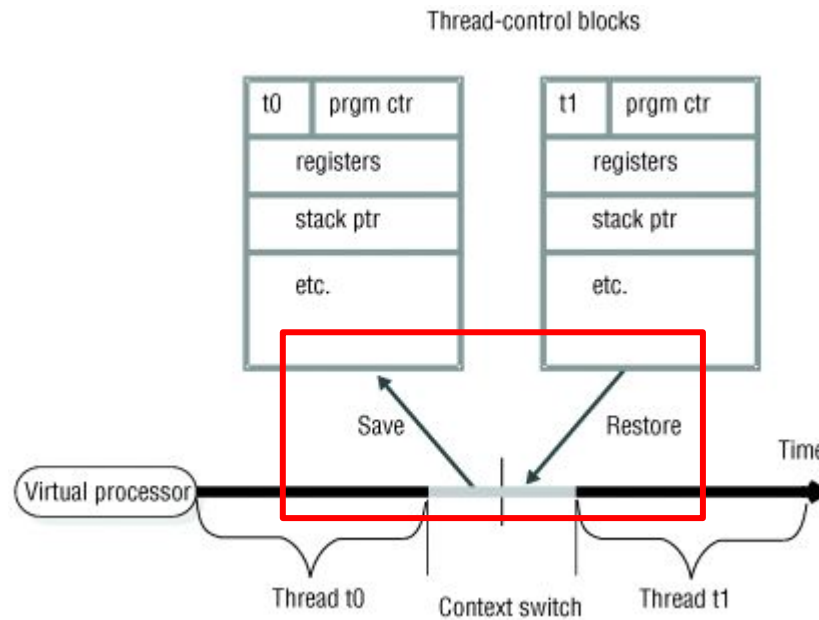 Thread-control blocks
t0 prgm ctr
registers
stack ptr
etc.
t1 prgm ctr
registers
stack ptr
etc.
Save
Restore
Time
Virtual processor
Thread t0
Context switch
Thread t1